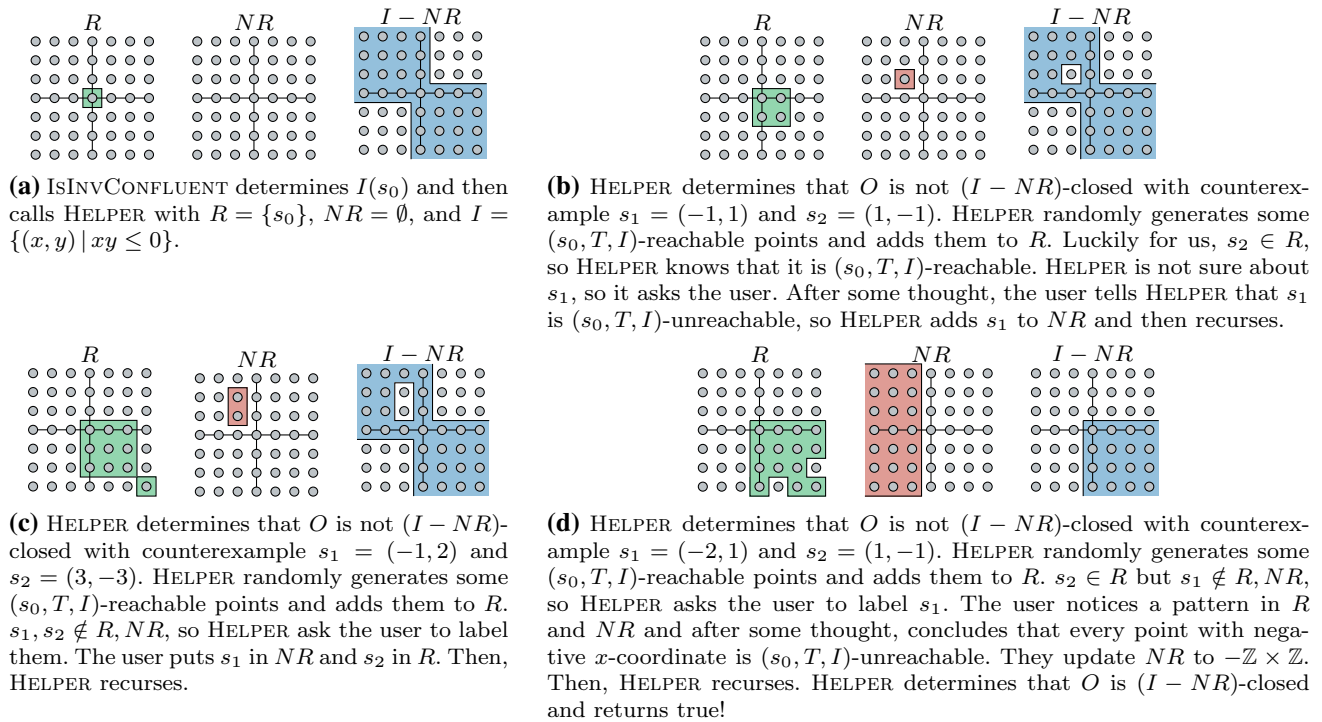 R NR I − NR
(a) IsInvConfluent determines I(s₀) and then
calls Helper with R = {s₀}, NR = ∅, and I =
{(x, y) | xy ≤ 0}.
R NR I − NR
(b) Helper determines that O is not (I − NR)-closed with counterex-
ample s₁ = (−1, 1) and s₂ = (1, −1). Helper randomly generates some
(s₀, T, I)-reachable points and adds them to R. Luckily for us, s₂ ∈ R,
so Helper knows that it is (s₀, T, I)-reachable. Helper is not sure about
s₁, so it asks the user. After some thought, the user tells Helper that s₁
is (s₀, T, I)-unreachable, so Helper adds s₁ to NR and then recurses.
R NR I − NR
(c) Helper determines that O is not (I − NR)-
closed with counterexample s₁ = (−1, 2) and
s₂ = (3, −3). Helper randomly generates some
(s₀, T, I)-reachable points and adds them to R.
s₁, s₂ ∉ R, NR, so Helper ask the user to label
them. The user puts s₁ in NR and s₂ in R. Then,
Helper recurses.
R NR I − NR
(d) Helper determines that O is not (I − NR)-closed with counterex-
ample s₁ = (−2, 1) and s₂ = (1, −1). Helper randomly generates some
(s₀, T, I)-reachable points and adds them to R. s₂ ∈ R but s₁ ∉ R, NR,
so Helper asks the user to label s₁. The user notices a pattern in R
and NR and after some thought, concludes that every point with nega-
tive x-coordinate is (s₀, T, I)-unreachable. They update NR to −ℤ × ℤ.
Then, Helper recurses. Helper determines that O is (I − NR)-closed
and returns true!